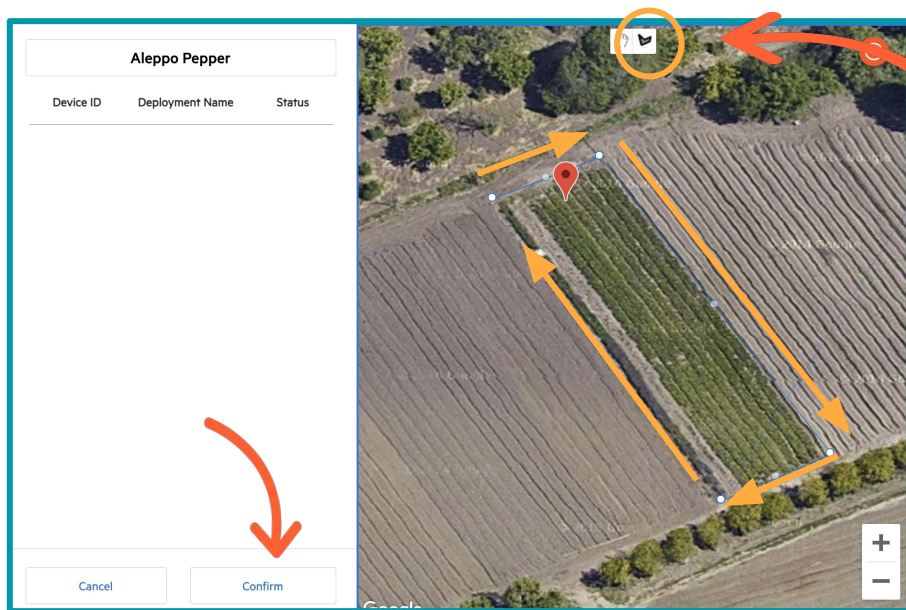 Aleppo Pepper
Device ID Deployment Name Status
Cancel Confirm
+
−
Google